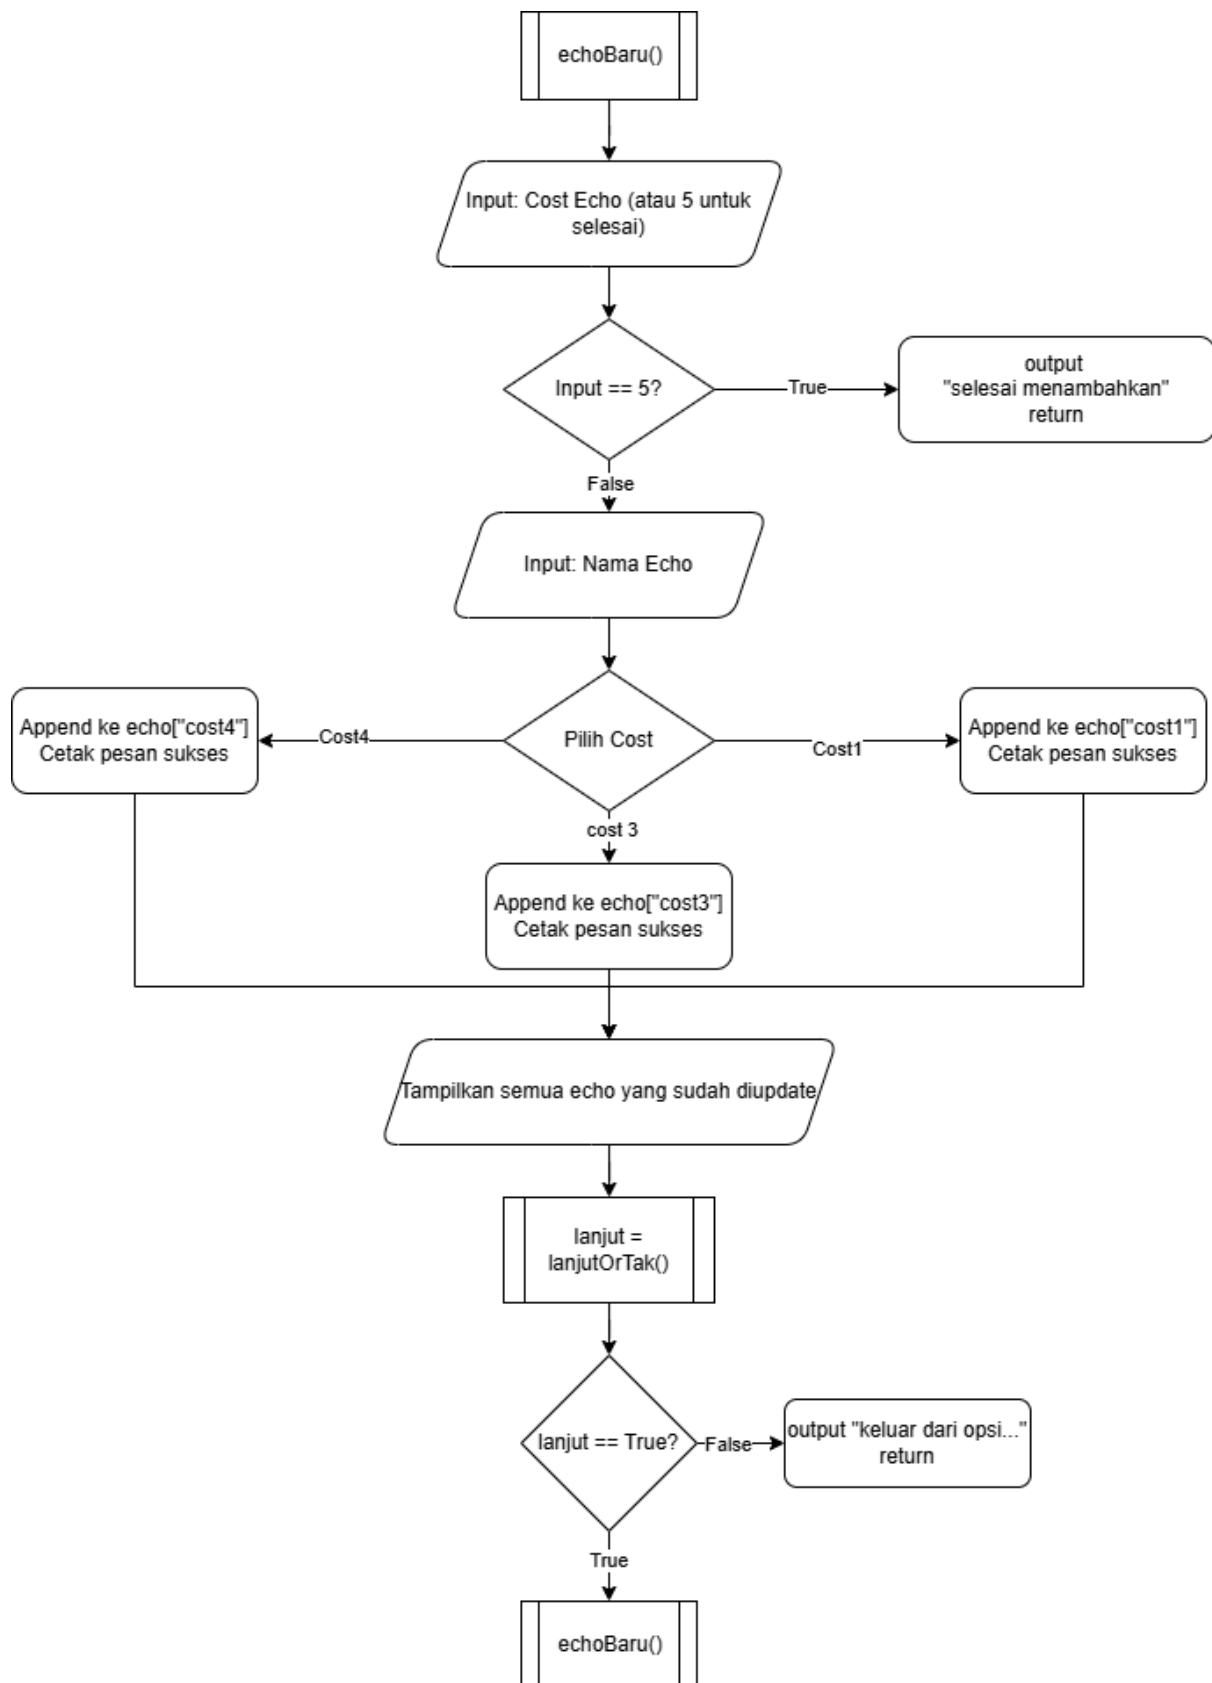 echoBaru()
Input: Cost Echo (atau 5 untuk
selesai)
Input == 5?
True
output
"selesai menambahkan"
return
False
Input: Nama Echo
Append ke echo["cost4"]
Cetak pesan sukses
Cost4
Pilih Cost
Cost1
Append ke echo["cost1"]
Cetak pesan sukses
cost 3
Append ke echo["cost3"]
Cetak pesan sukses
Tampilkan semua echo yang sudah diupdate
lanjut =
lanjutOrTak()
lanjut == True?
False
output "keluar dari opsi..."
return
True
echoBaru()